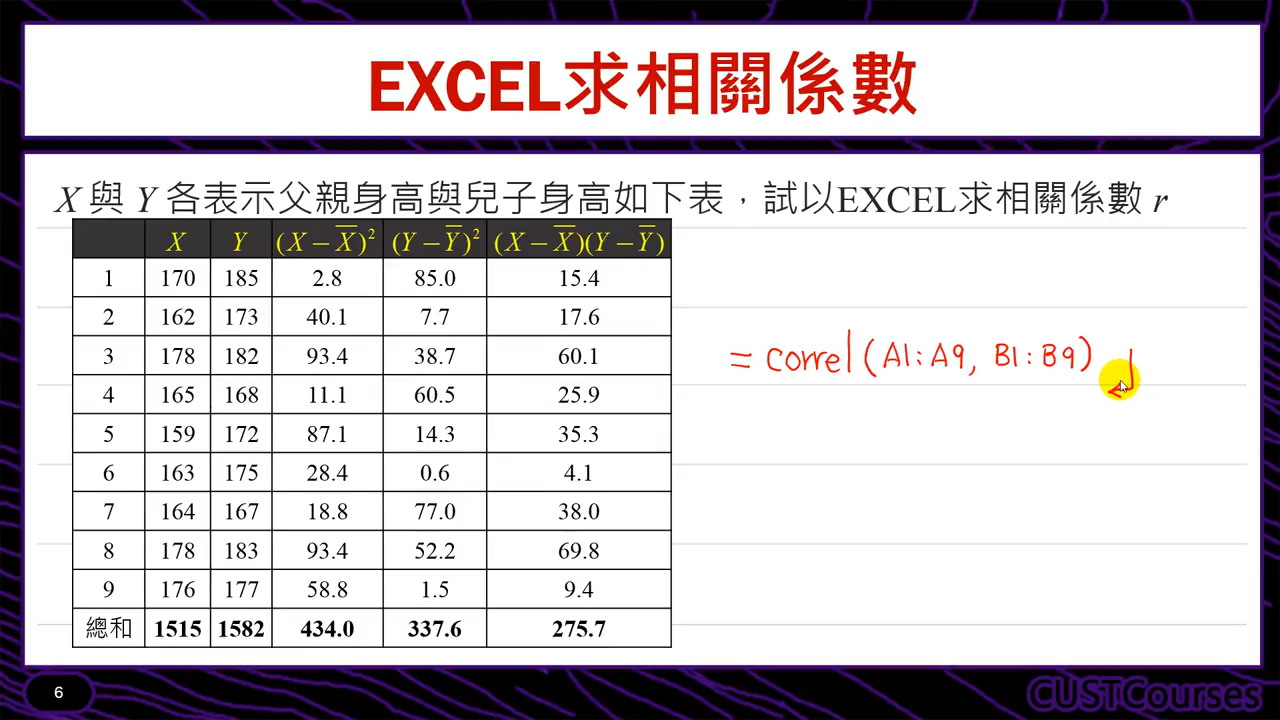 EXCEL求相關係數
X 與 Y 各表示父親身高與兒子身高如下表，試以EXCEL求相關係數 r
X Y (X − X̄)² (Y − Ȳ)² (X − X̄)(Y − Ȳ)
1 170 185 2.8 85.0 15.4
2 162 173 40.1 7.7 17.6
3 178 182 93.4 38.7 60.1
4 165 168 11.1 60.5 25.9
5 159 172 87.1 14.3 35.3
6 163 175 28.4 0.6 4.1
7 164 167 18.8 77.0 38.0
8 178 183 93.4 52.2 69.8
9 176 177 58.8 1.5 9.4
總和 1515 1582 434.0 337.6 275.7
= correl (A1:A9, B1:B9)
6
CUSTCourses